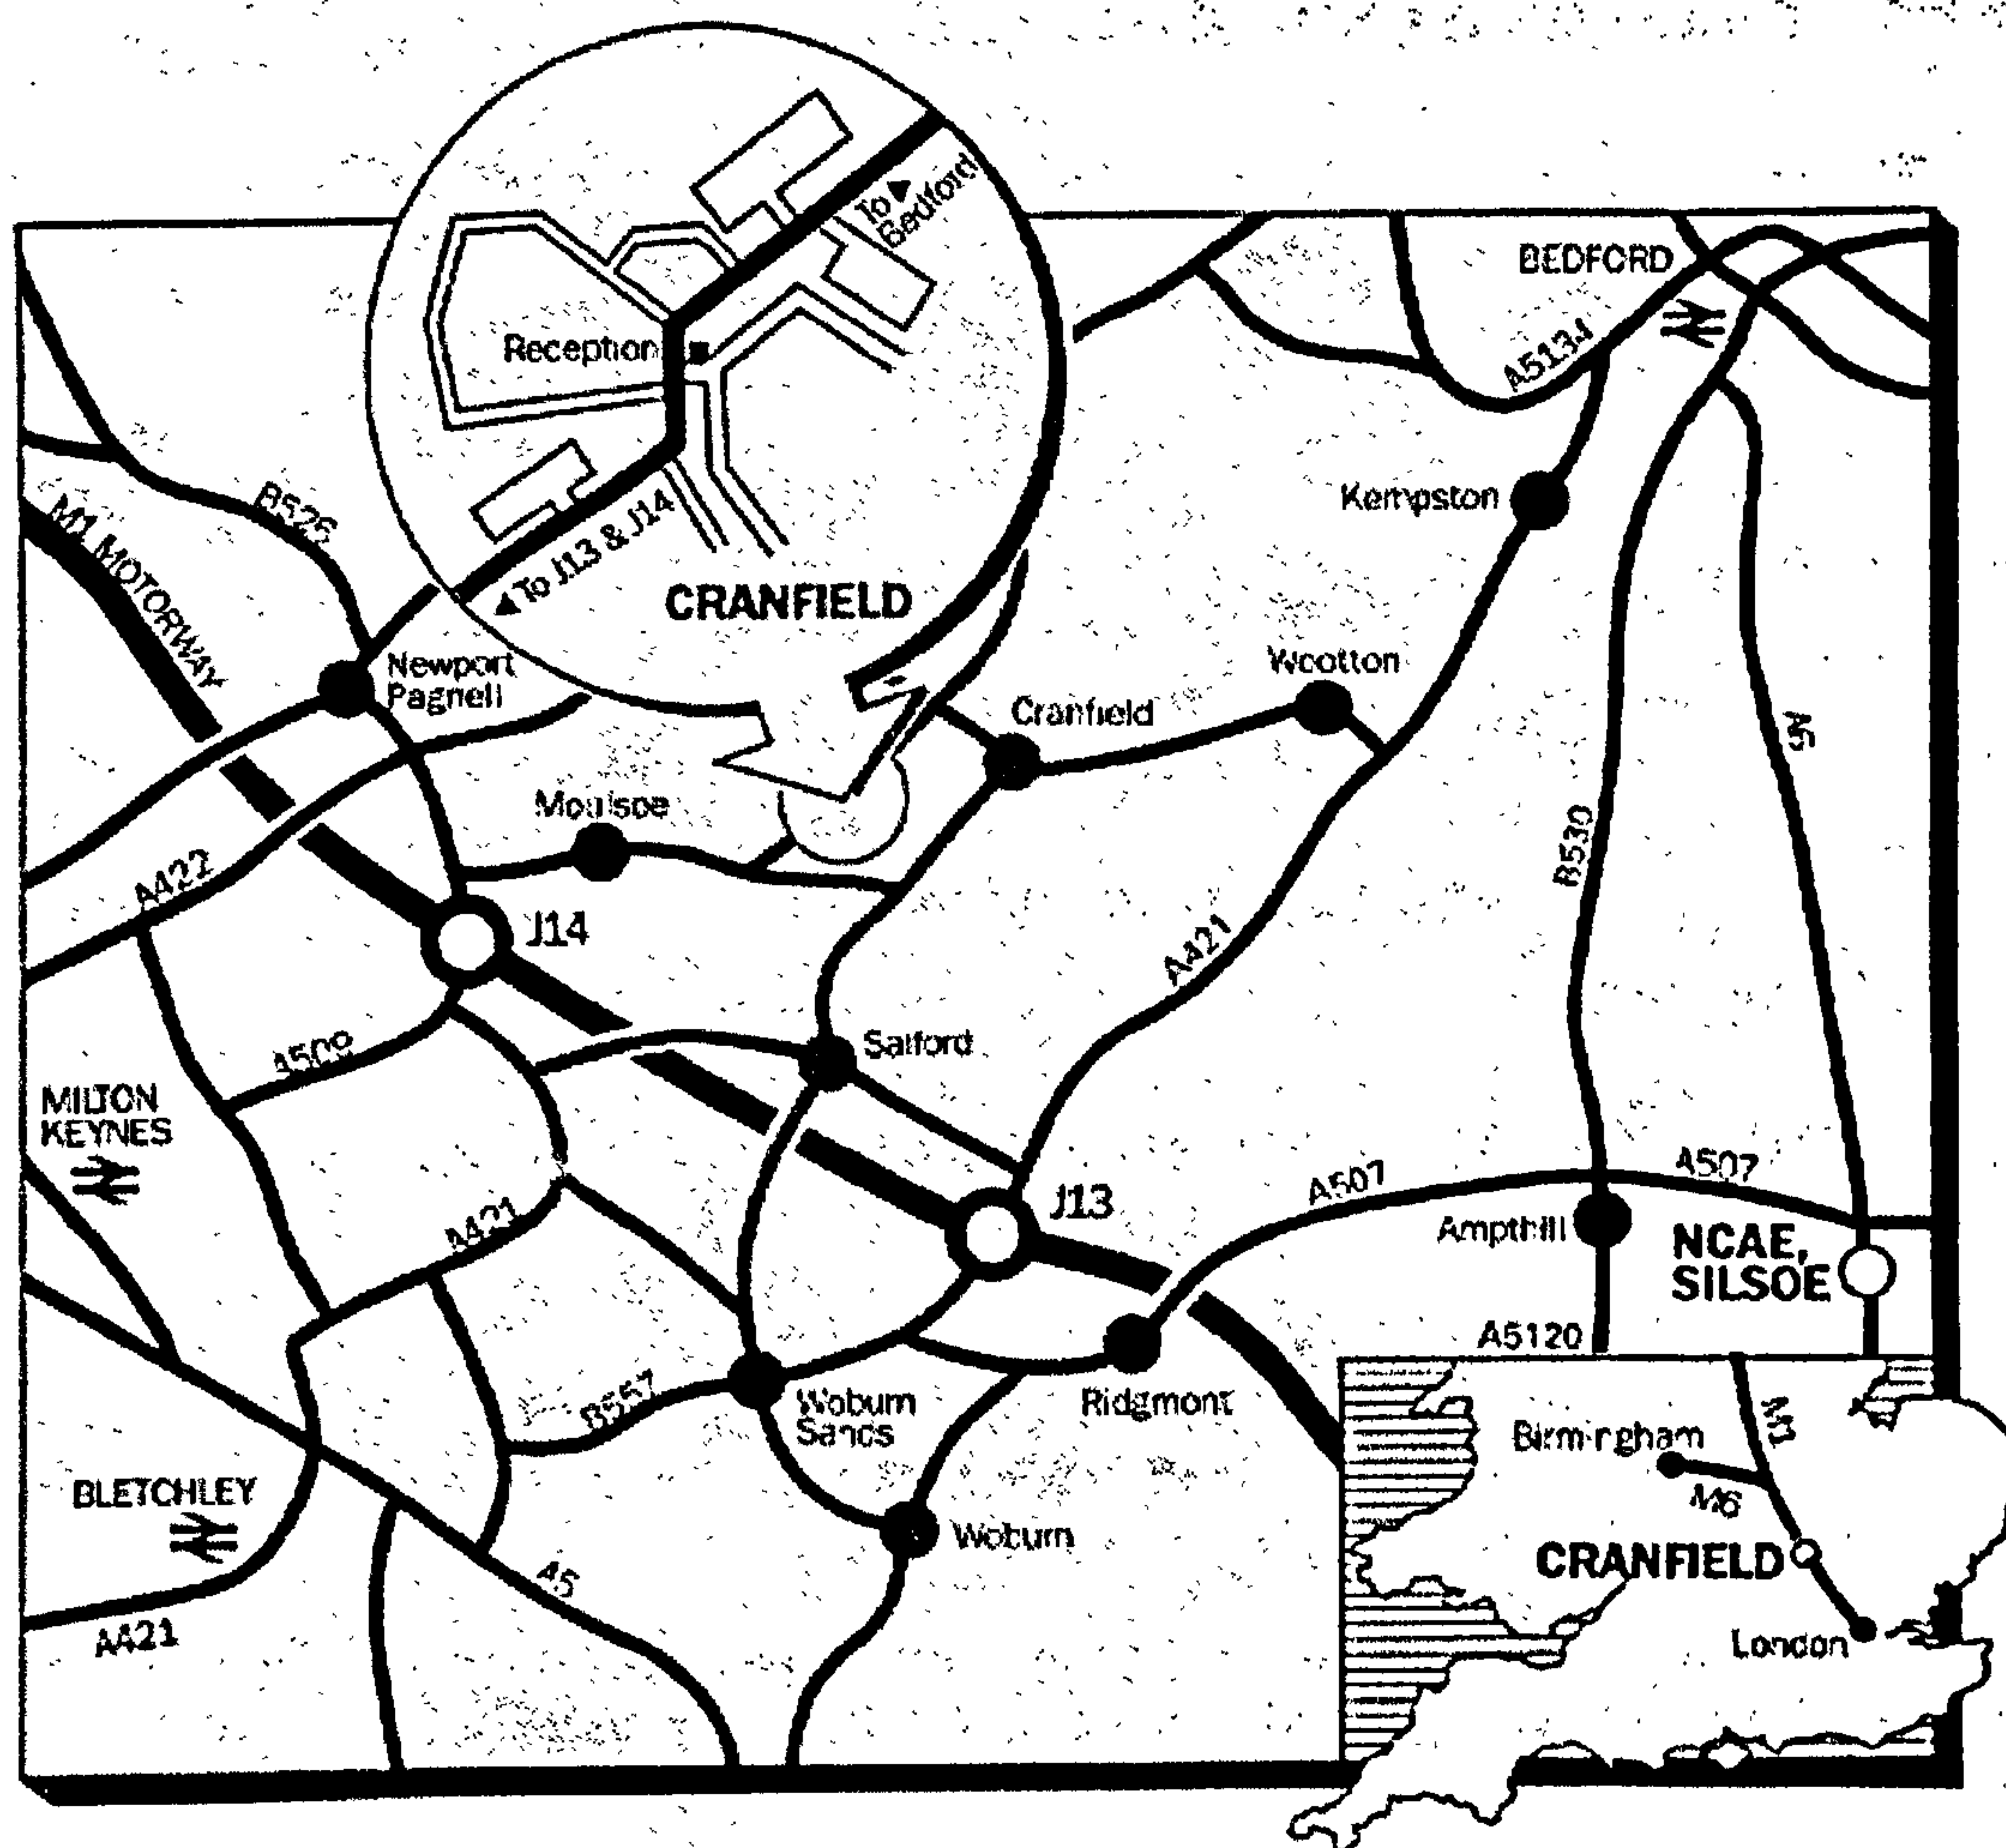 To
Bedford
Reception
To J13 & J14
CRANFIELD
BEDFORD
A5134
Kempston
B526
M1 MOTORWAY
Newport
Pagnell
Wootton
Cranfield
Moulsoe
A422
J14
B530
A421
A509
Salford
MILTON
KEYNES
J13
A507
A507
A421
Ampthill
NCAE,
SILSOE
A5120
B557
Woburn
Sands
Ridgmont
BLETCHLEY
Woburn
A5
A421
M1
Birmingham
M6
CRANFIELD
London